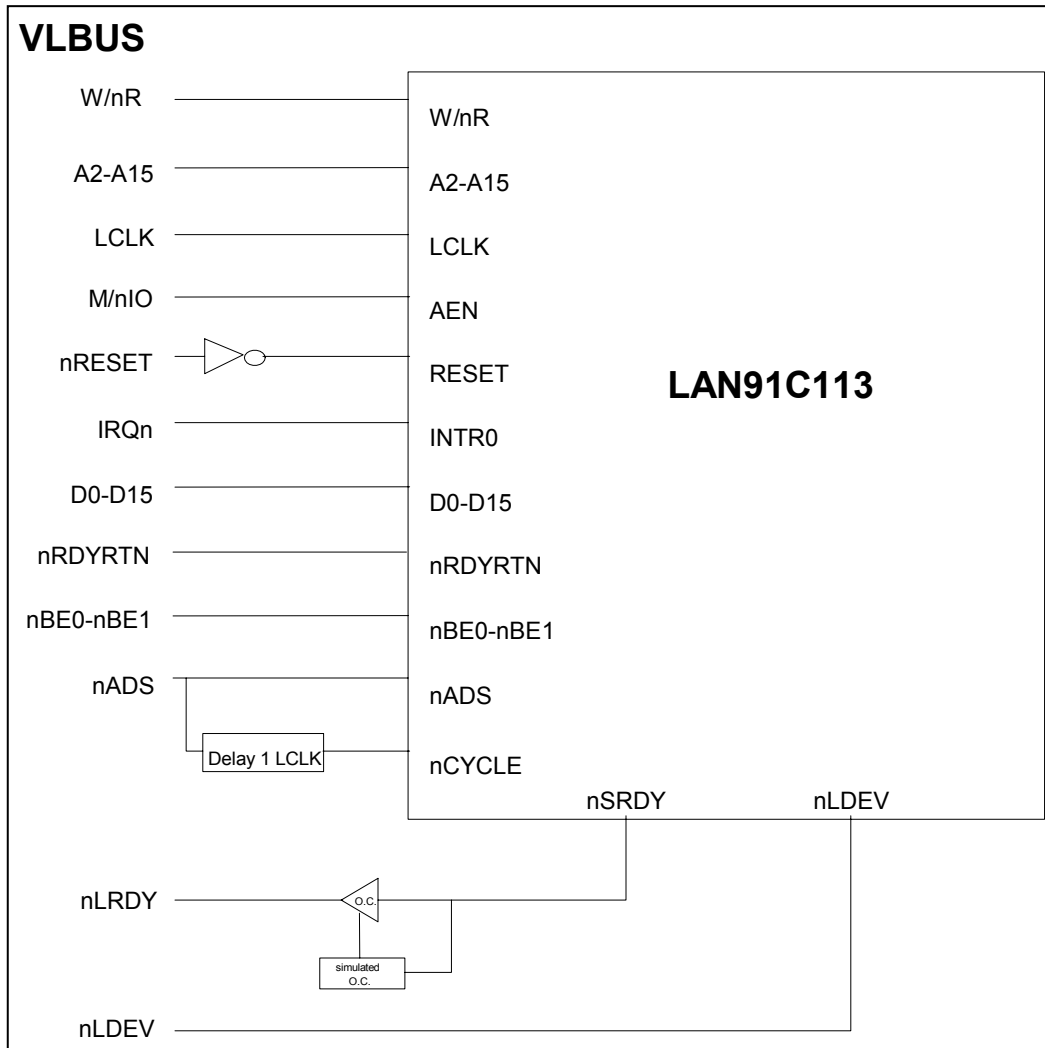 VLBUS
W/nR
W/nR
A2-A15
A2-A15
LCLK
LCLK
M/nIO
AEN
nRESET
RESET
LAN91C113
IRQn
INTR0
D0-D15
D0-D15
nRDYRTN
nRDYRTN
nBE0-nBE1
nBE0-nBE1
nADS
nADS
Delay 1 LCLK
nCYCLE
nSRDY
nLDEV
nLRDY
O.C.
simulated
O.C.
nLDEV